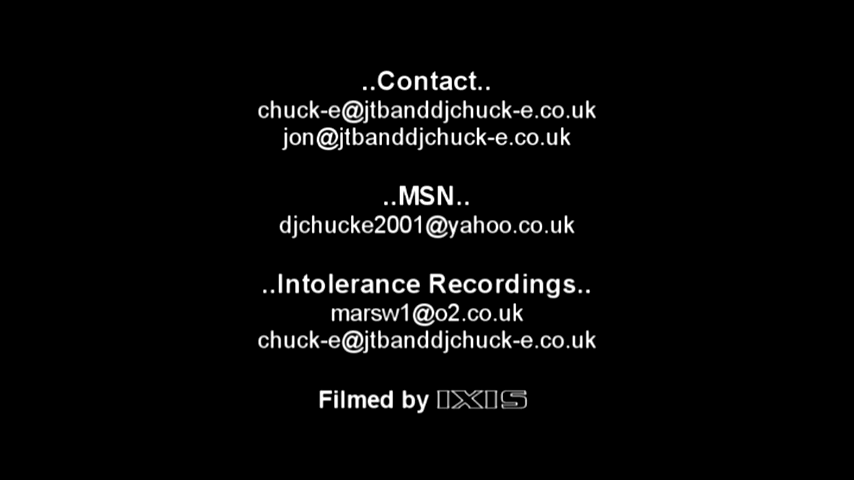 ..Contact..
chuck-e@jtbanddjchuck-e.co.uk
jon@jtbanddjchuck-e.co.uk
..MSN..
djchucke2001@yahoo.co.uk
..Intolerance Recordings..
marsw1@o2.co.uk
chuck-e@jtbanddjchuck-e.co.uk
Filmed by IXIS